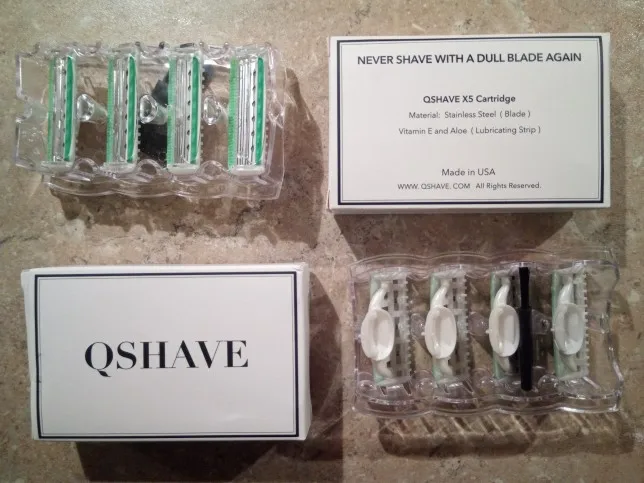 NEVER SHAVE WITH A DULL BLADE AGAIN
QSHAVE X5 Cartridge
Material: Stainless Steel ( Blade )
Vitamin E and Aloe ( Lubricating Strip )
Made in USA
WWW. QSHAVE. COM All Rights Reserved.
QSHAVE